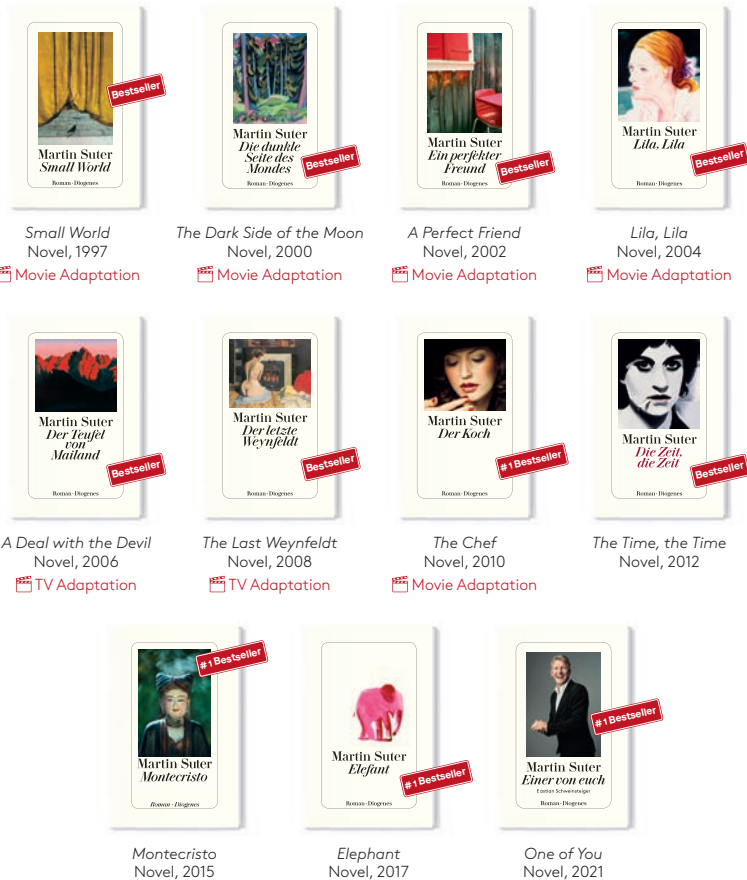 Martin Suter
Small World
Roman · Diogenes
Bestseller
Small World
Novel, 1997
Movie Adaptation
Martin Suter
Die dunkle
Seite des
Mondes
Roman · Diogenes
Bestseller
The Dark Side of the Moon
Novel, 2000
Movie Adaptation
Martin Suter
Ein perfekter
Freund
Roman · Diogenes
Bestseller
A Perfect Friend
Novel, 2002
Movie Adaptation
Martin Suter
Lila, Lila
Roman · Diogenes
Bestseller
Lila, Lila
Novel, 2004
Movie Adaptation
Martin Suter
Der Teufel
von
Mailand
Roman · Diogenes
Bestseller
A Deal with the Devil
Novel, 2006
TV Adaptation
Martin Suter
Der letzte
Weynfeldt
Roman · Diogenes
Bestseller
The Last Weynfeldt
Novel, 2008
TV Adaptation
Martin Suter
Der Koch
Roman · Diogenes
#1 Bestseller
The Chef
Novel, 2010
Movie Adaptation
Martin Suter
Die Zeit,
die Zeit
Roman · Diogenes
Bestseller
The Time, the Time
Novel, 2012
#1 Bestseller
Martin Suter
Montecristo
Roman · Diogenes
Montecristo
Novel, 2015
Martin Suter
Elefant
#1 Bestseller
Roman · Diogenes
Elephant
Novel, 2017
#1 Bestseller
Martin Suter
Einer von euch
Bastian Schweinsteiger
Roman · Diogenes
One of You
Novel, 2021